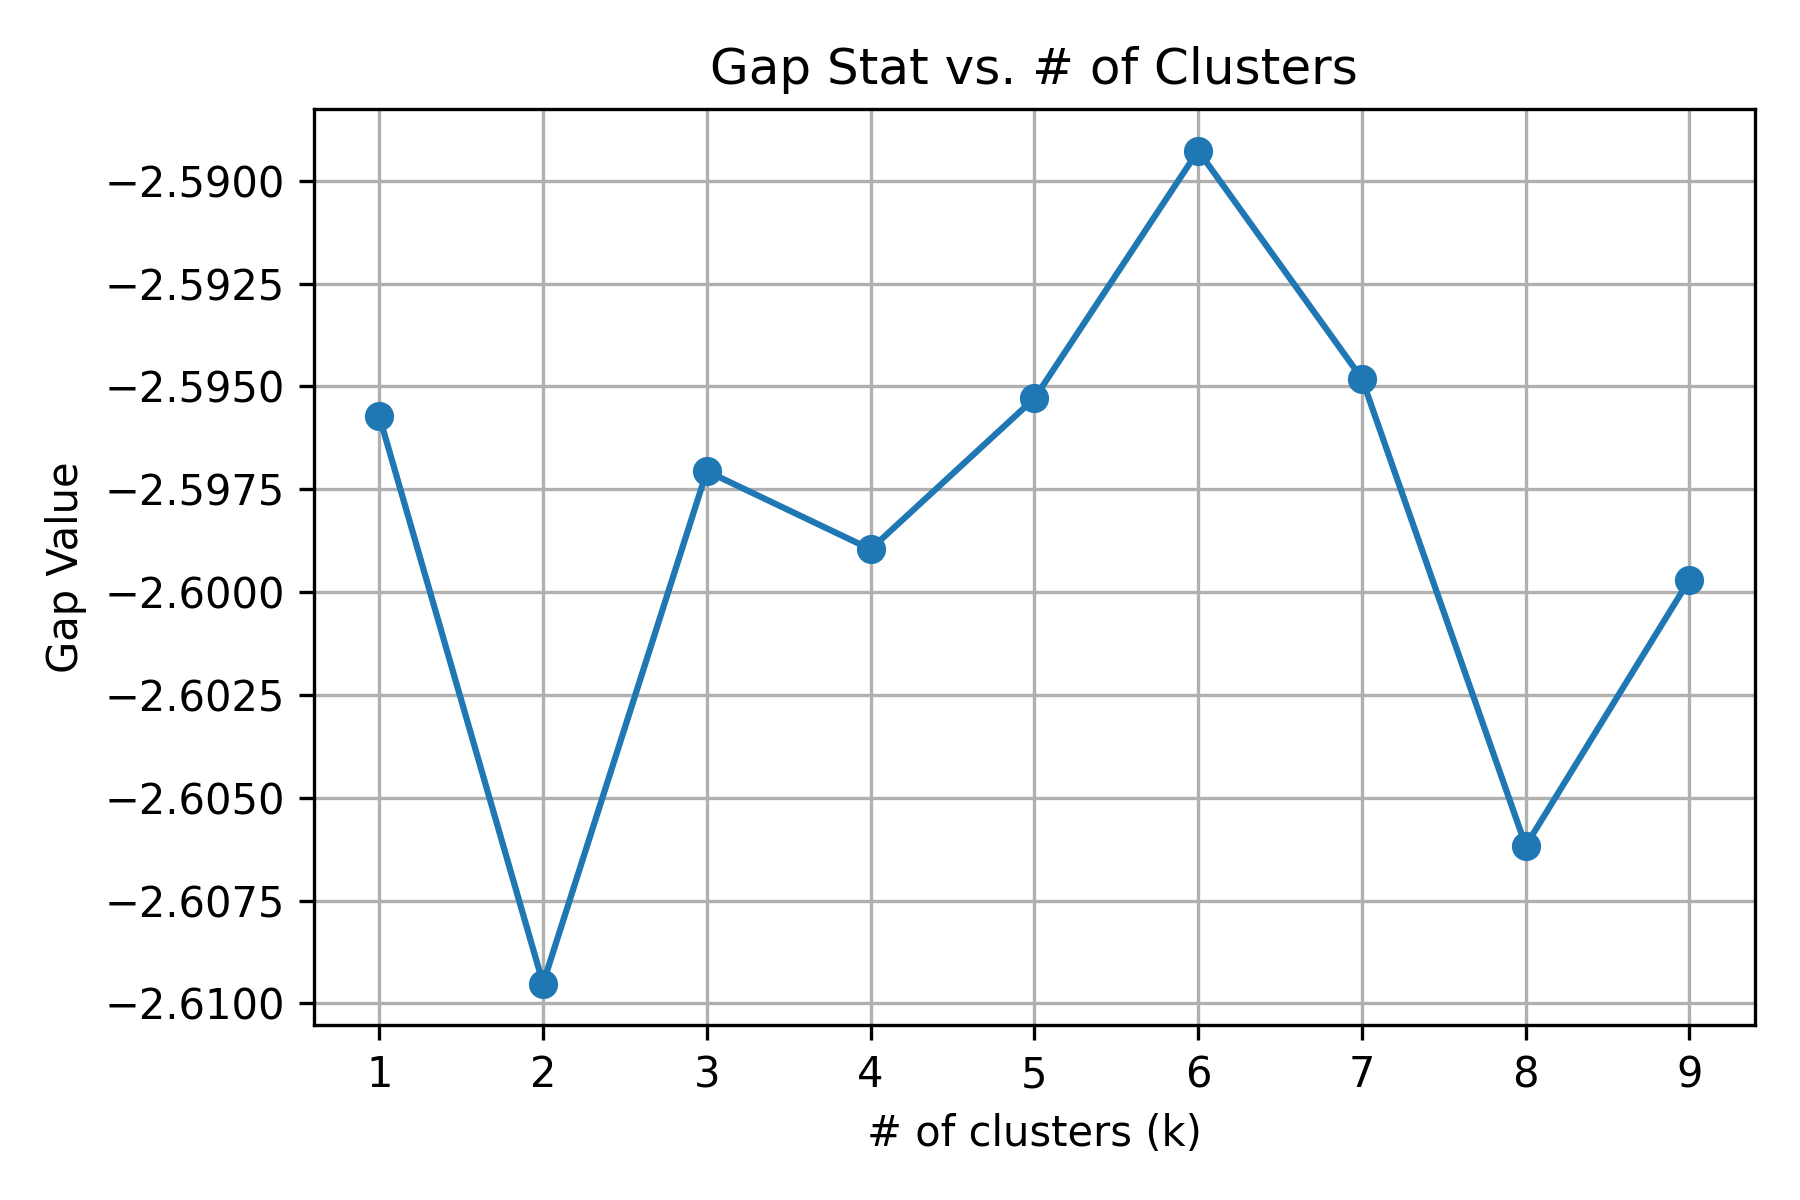 Gap Stat vs. # of Clusters
−2.5900
−2.5925
−2.5950
−2.5975
−2.6000
−2.6025
−2.6050
−2.6075
−2.6100
Gap Value
1 2 3 4 5 6 7 8 9
# of clusters (k)